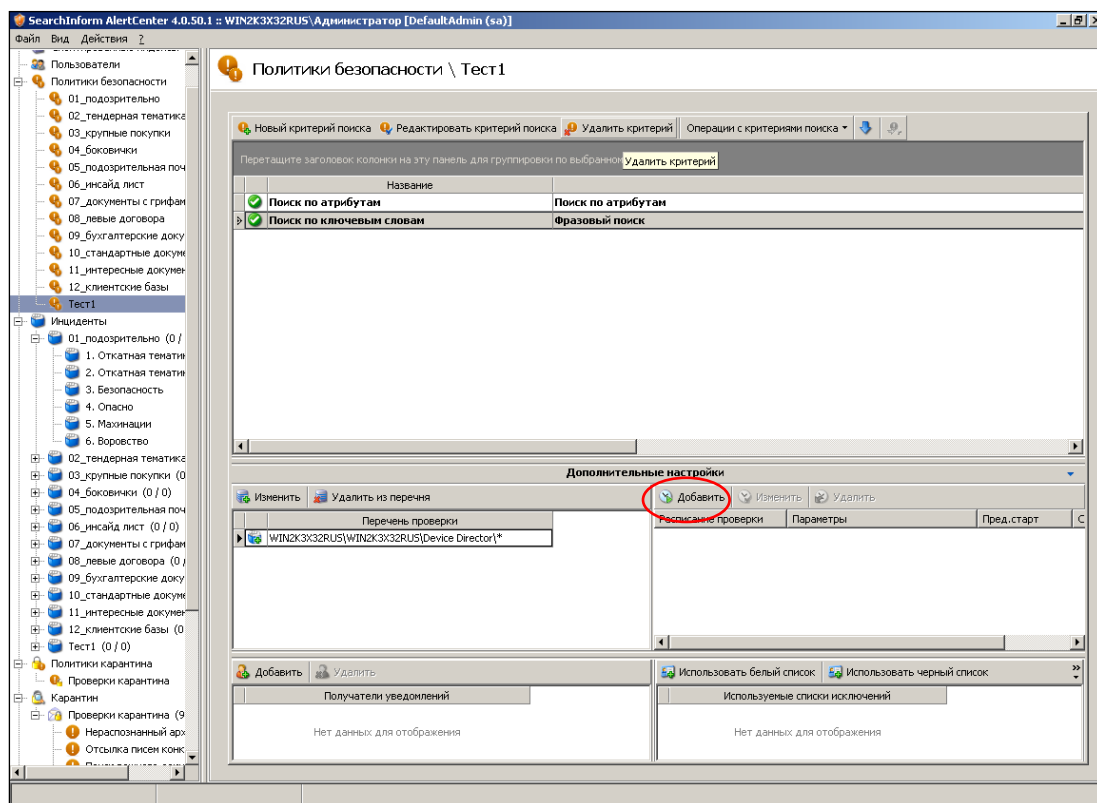 SearchInform AlertCenter 4.0.50.1 :: WIN2K3X32RUS\Администратор [DefaultAdmin (sa)]
Файл Вид Действия ?
Пользователи
Политики безопасности
01_подозрительно
02_тендерная тематика
03_крупные покупки
04_боковички
05_подозрительная поч
06_инсайд лист
07_документы с грифам
08_левые договора
09_бухгалтерские доку
10_стандартные докуме
11_интересные докумен
12_клиентские базы
Тест1
Инциденты
01_подозрительно (0 /
1. Откатная тематик
2. Откатная тематик
3. Безопасность
4. Опасно
5. Махинации
6. Воровство
02_тендерная тематика
03_крупные покупки (0
04_боковички (0 / 0)
05_подозрительная поч
06_инсайд лист (0 / 0)
07_документы с грифам
08_левые договора (0 /
09_бухгалтерские доку
10_стандартные докуме
11_интересные докумен
12_клиентские базы (0
Тест1 (0 / 0)
Политики карантина
Проверки карантина
Карантин
Проверки карантина (9
Нераспознанный арх
Отсылка писем конк
Политики безопасности \ Тест1
Новый критерий поиска Редактировать критерий поиска Удалить критерий Операции с критериями поиска
Перетащите заголовок колонки на эту панель для группировки по выбранном Удалить критерий
Название
Поиск по атрибутам Поиск по атрибутам
Поиск по ключевым словам Фразовый поиск
Дополнительные настройки
Изменить Удалить из перечня
Перечень проверки
WIN2K3X32RUS\WIN2K3X32RUS\Device Director\*
Добавить Изменить Удалить
Расписание проверки Параметры Пред.старт С
Добавить Удалить
Получатели уведомлений
Нет данных для отображения
Использовать белый список Использовать черный список
Используемые списки исключений
Нет данных для отображения